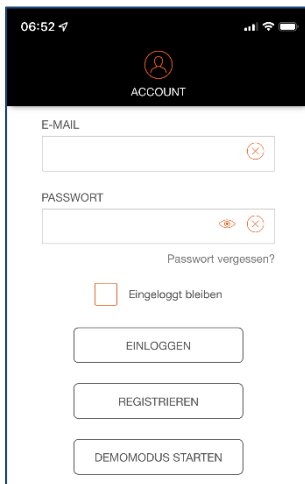 06:52
ACCOUNT
E-MAIL
PASSWORT
Passwort vergessen?
Eingeloggt bleiben
EINLOGGEN
REGISTRIEREN
DEMOMODUS STARTEN